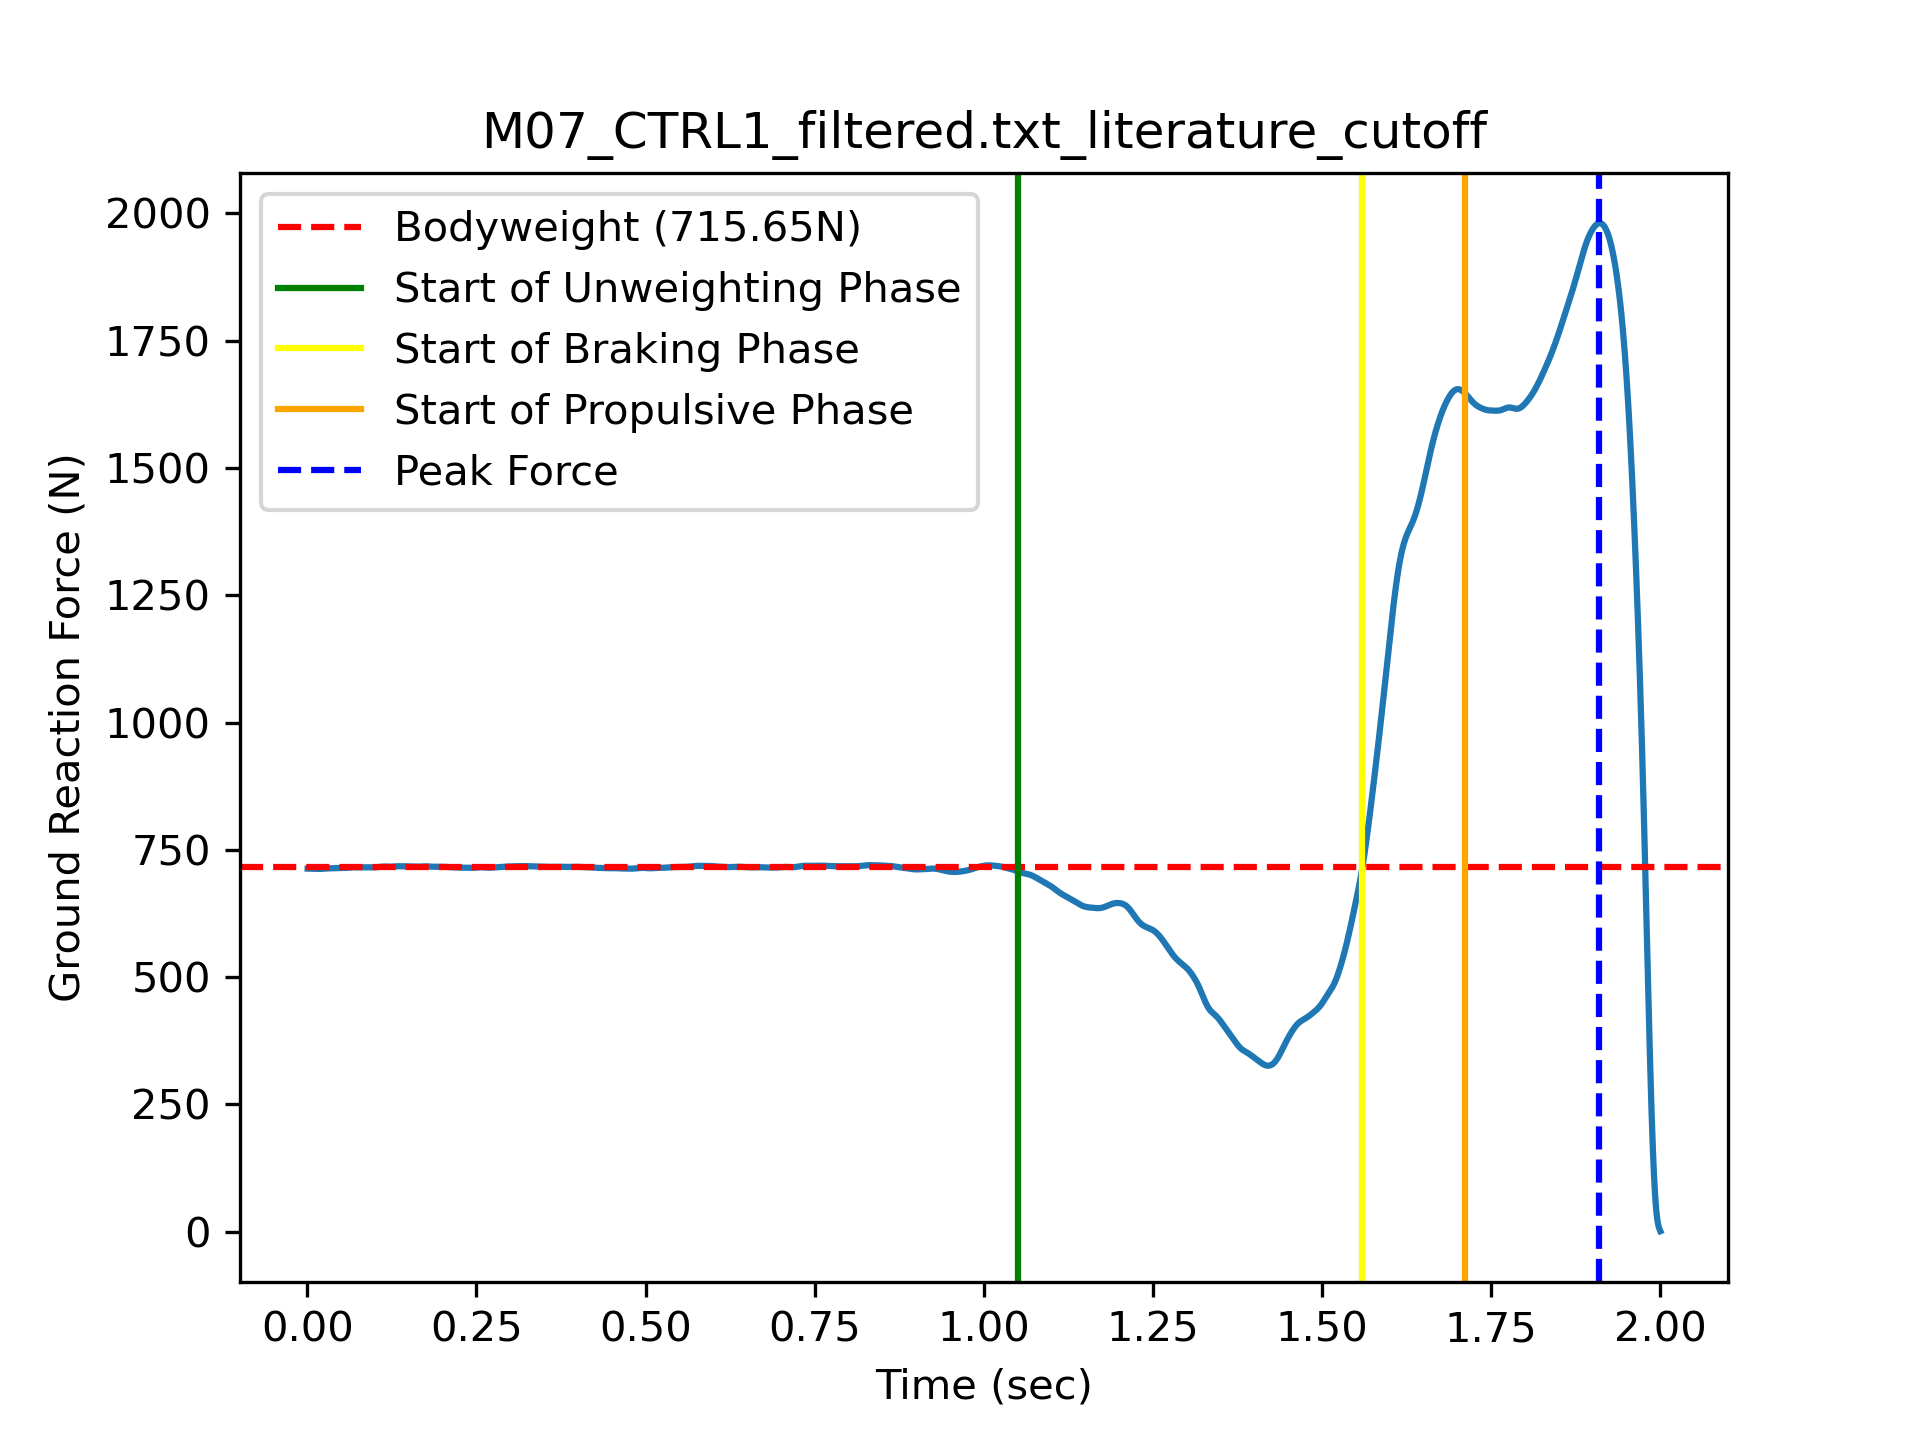 M07_CTRL1_filtered.txt_literature_cutoff
Bodyweight (715.65N)
Start of Unweighting Phase
Start of Braking Phase
Start of Propulsive Phase
Peak Force
Ground Reaction Force (N)
2000
1750
1500
1250
1000
750
500
250
0
0.00 0.25 0.50 0.75 1.00 1.25 1.50 1.75 2.00
Time (sec)